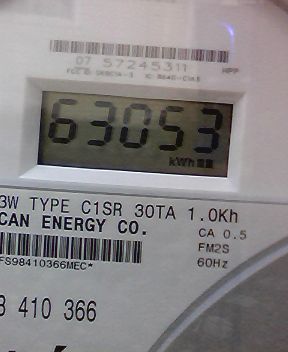 07 57245311
HPP
63053
kWh
3W TYPE C1SR 30TA 1.0Kh
CAN ENERGY CO.
CA 0.5
FM2S
60Hz
FS98410366MEC*
410 366